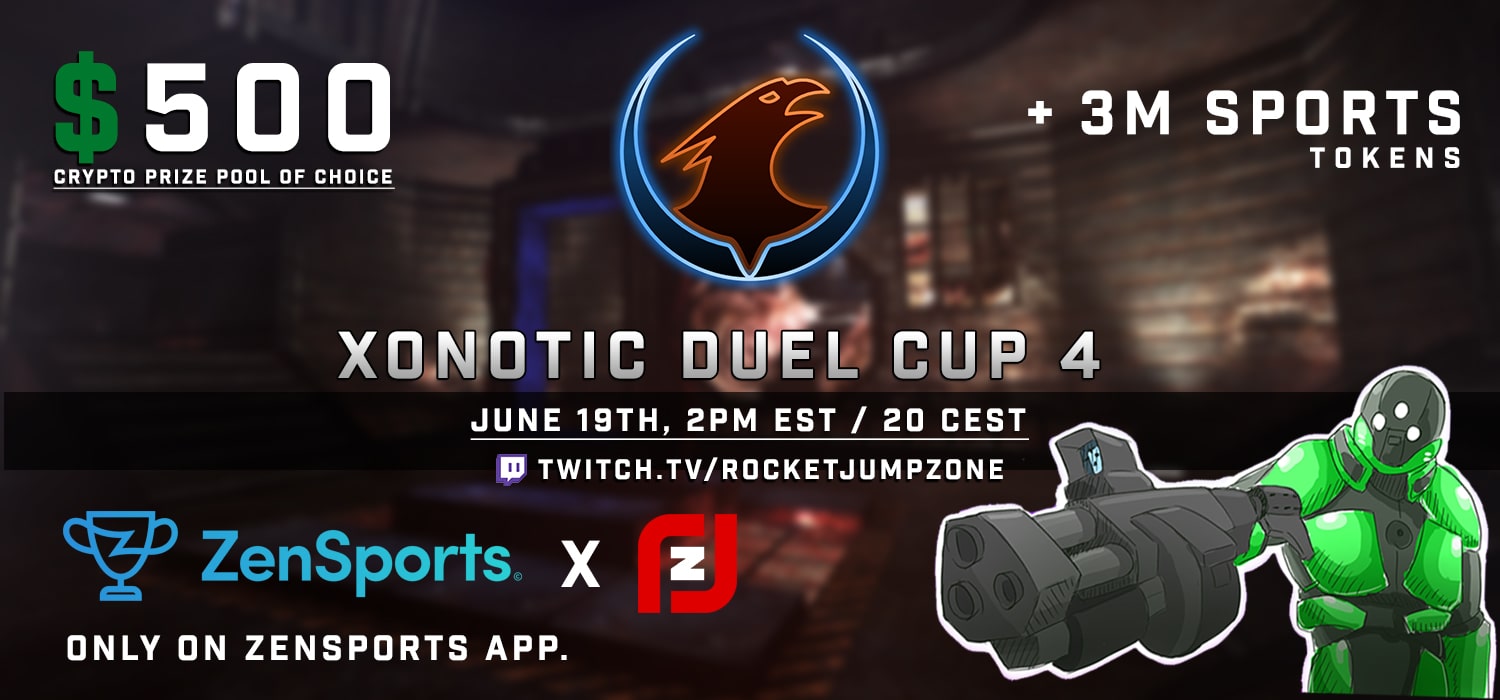 $500
CRYPTO PRIZE POOL OF CHOICE
+ 3M SPORTS
TOKENS
XONOTIC DUEL CUP 4
JUNE 19TH, 2PM EST / 20 CEST
TWITCH.TV/ROCKETJUMPZONE
ZenSports© X RJZ
ONLY ON ZENSPORTS APP.